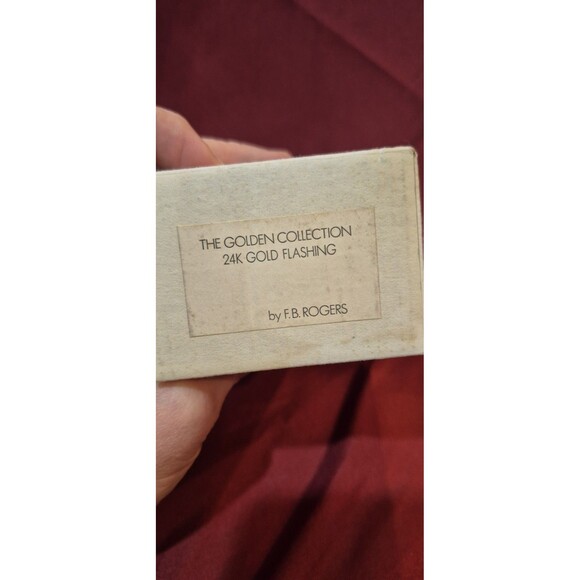 THE GOLDEN COLLECTION
24K GOLD FLASHING
by F.B. ROGERS